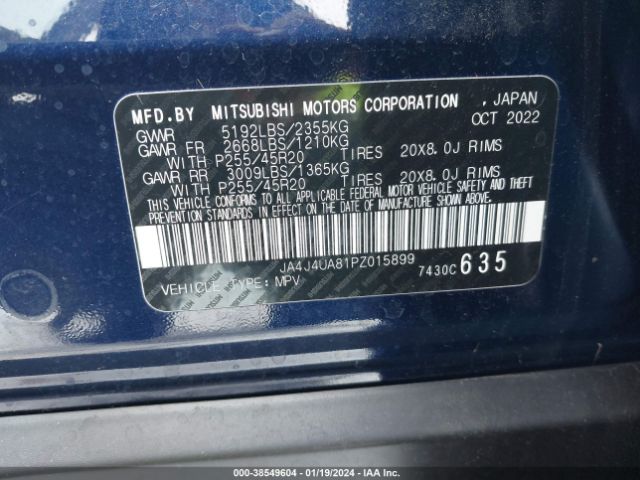 MFD.BY MITSUBISHI MOTORS CORPORATION , JAPAN
GVWR 5192LBS/2355KG OCT 2022
GAWR FR 2668LBS/1210KG
WITH P255/45R20 TIRES 20X8.0J RIMS
GAWR RR 3009LBS/1365KG
WITH P255/45R20 TIRES 20X8.0J RIMS
THIS VEHICLE CONFORMS TO ALL APPLICABLE FEDERAL MOTOR VEHICLE SAFETY AND THEFT
PREVENTION STANDARDS IN EFFECT ON THE DATE OF MANUFACTURE SHOWN ABOVE.
JA4J4UA81PZ015899
VEHICLE TYPE: MPV 7430C 635
000-38549604 - 01/19/2024 - IAA Inc.